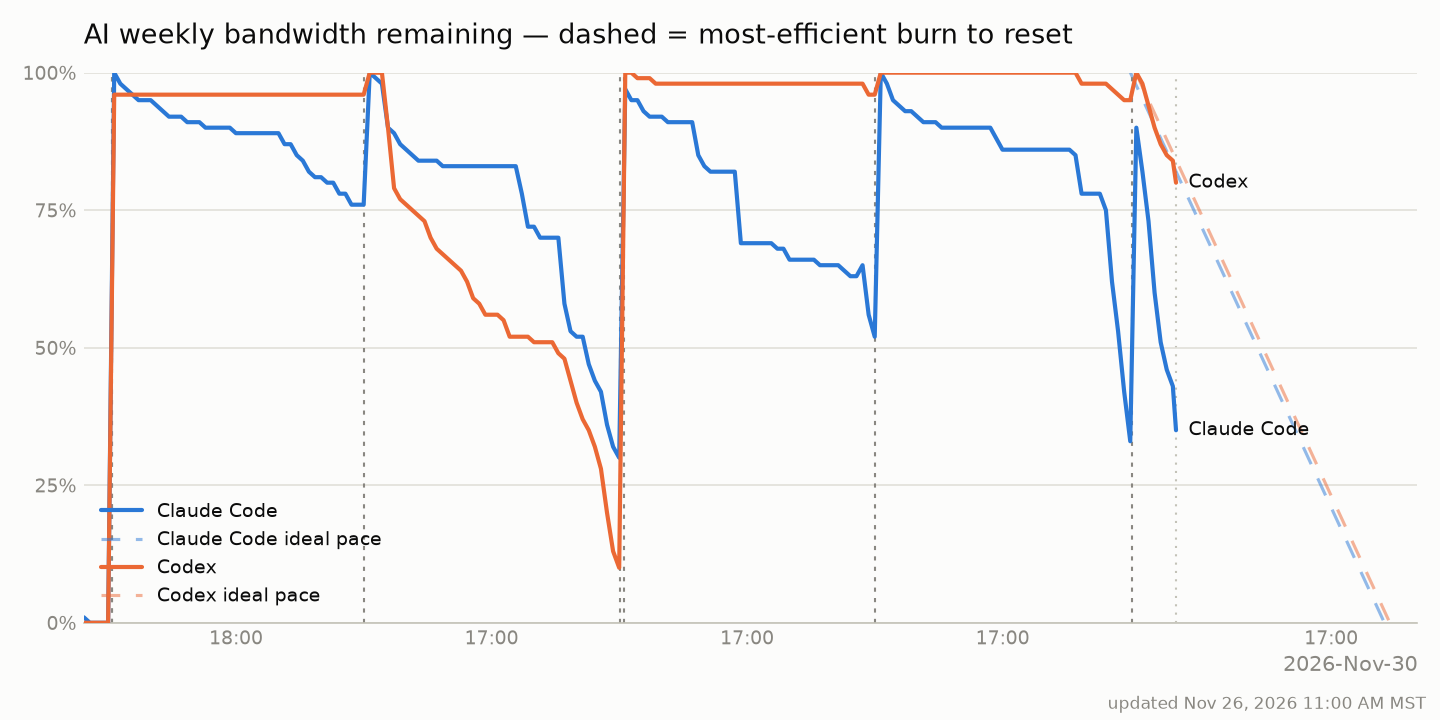 AI weekly bandwidth remaining — dashed = most-efficient burn to reset
100%
75%
50%
25%
0%
Codex
Claude Code
Claude Code
Claude Code ideal pace
Codex
Codex ideal pace
18:00 17:00 17:00 17:00 17:00
2026-Nov-30
updated Nov 26, 2026 11:00 AM MST